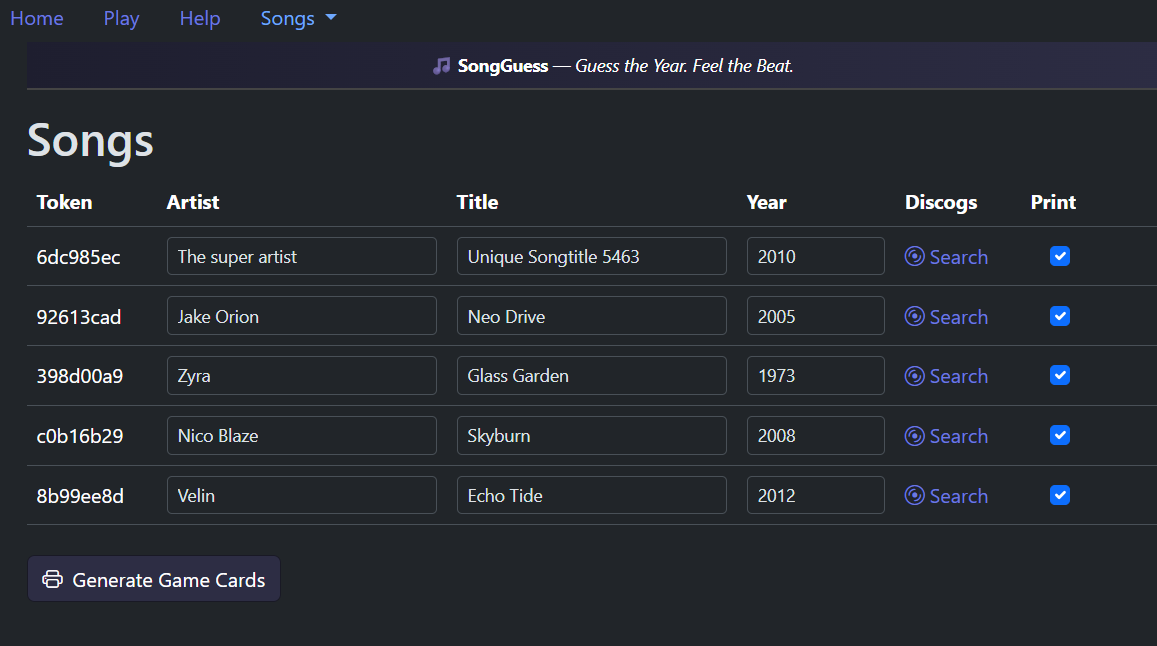 Home Play Help Songs
SongGuess — Guess the Year. Feel the Beat.
Songs
Token Artist Title Year Discogs Print
6dc985ec The super artist Unique Songtitle 5463 2010 Search
92613cad Jake Orion Neo Drive 2005 Search
398d00a9 Zyra Glass Garden 1973 Search
c0b16b29 Nico Blaze Skyburn 2008 Search
8b99ee8d Velin Echo Tide 2012 Search
Generate Game Cards